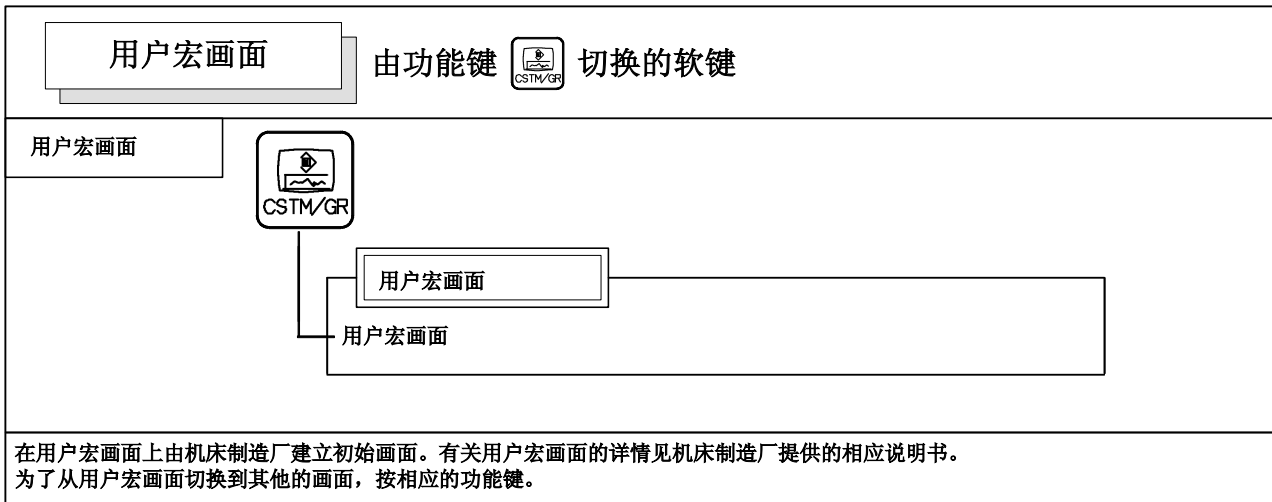 用户宏画面
由功能键 CSTM/GR 切换的软键
用户宏画面
CSTM/GR
用户宏画面
用户宏画面
在用户宏画面上由机床制造厂建立初始画面。有关用户宏画面的详情见机床制造厂提供的相应说明书。
为了从用户宏画面切换到其他的画面，按相应的功能键。